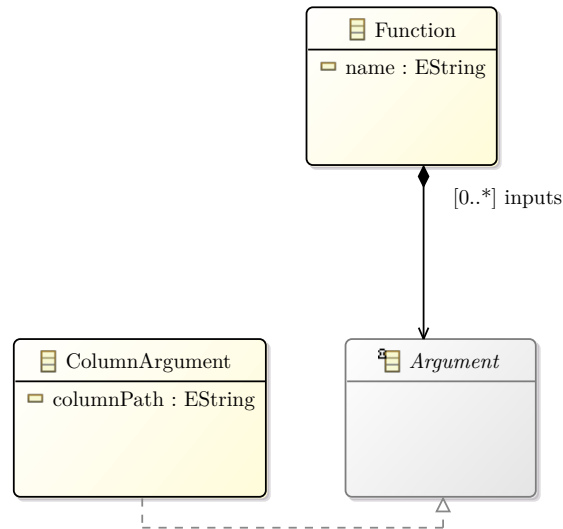 Function
name : EString
[0..*] inputs
ColumnArgument
columnPath : EString
Argument